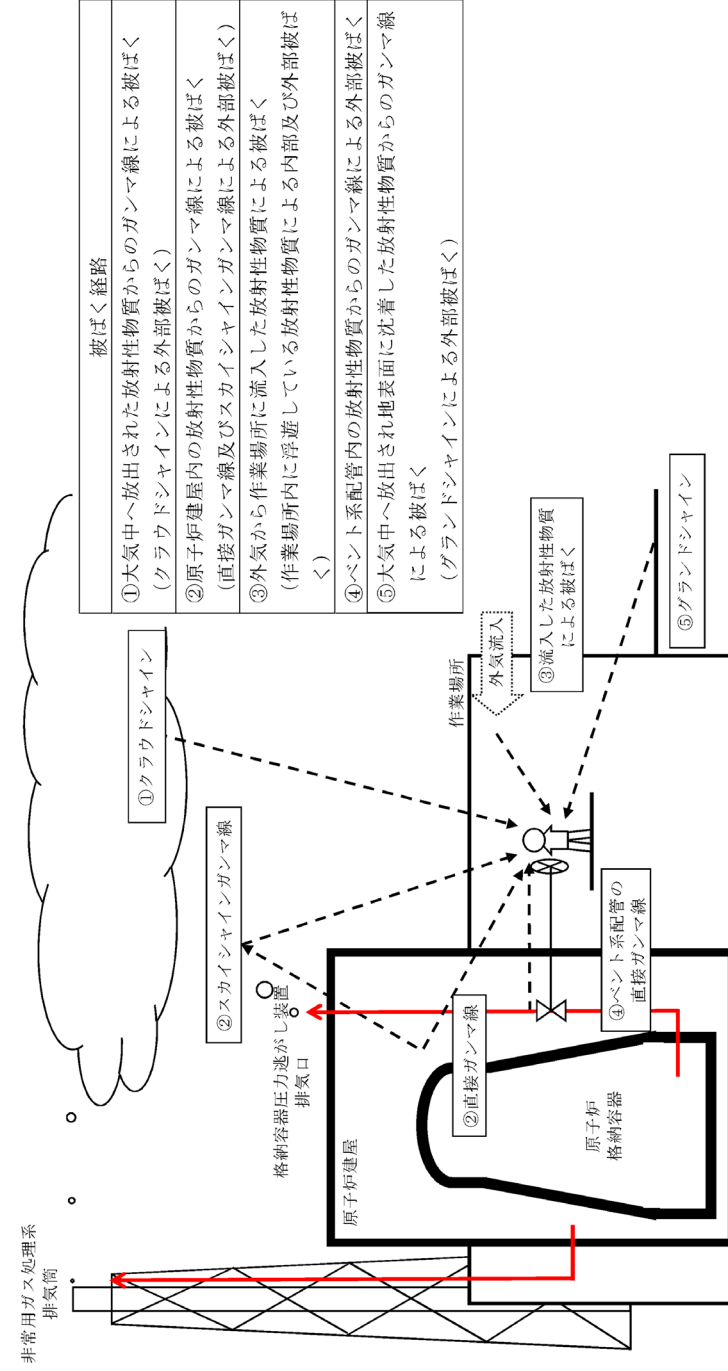 被ばく経路
①大気中へ放出された放射性物質からのガンマ線による被ばく
（クラウドシャインによる外部被ばく）
②原子炉建屋内の放射性物質からのガンマ線による被ばく
（直接ガンマ線及びスカイシャインガンマ線による外部被ばく）
③外気から作業場所に流入した放射性物質による被ばく
（作業場所内に浮遊している放射性物質による内部及び外部被ば
く）
④ベント系配管内の放射性物質からのガンマ線による外部被ばく
⑤大気中へ放出され地表面に沈着した放射性物質からのガンマ線
による被ばく
（グランドシャインによる外部被ばく）
非常用ガス処理系
排気筒
①クラウドシャイン
②スカイシャインガンマ線
格納容器圧力逃がし装置
排気口
原子炉建屋
②直接ガンマ線
原子炉
格納容器
④ベント系配管の
直接ガンマ線
作業場所
外気流入
③流入した放射性物質
による被ばく
⑤グランドシャイン